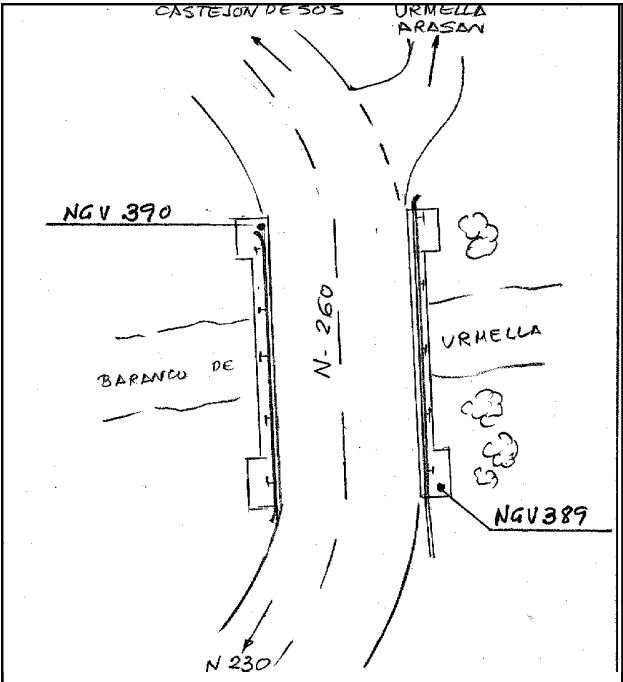 CASTEJON DE SOS
URMELLA
ARASAN
NGV 390
N-260
URMELLA
BARANCO DE
NGV389
N 230